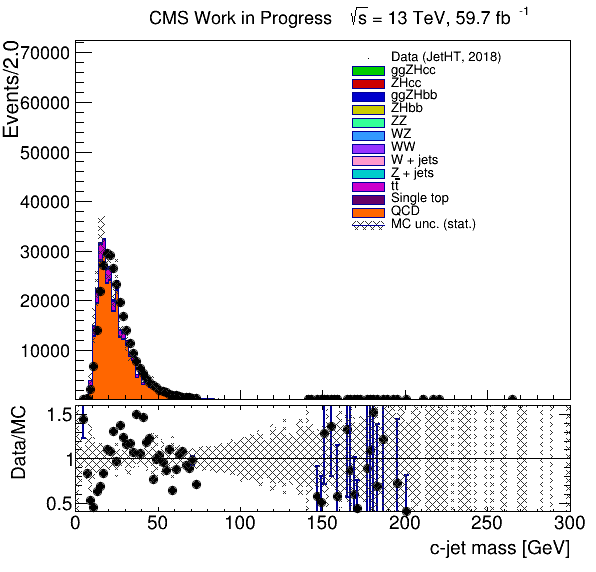 CMS Work in Progress √s = 13 TeV, 59.7 fb⁻¹
Events/2.0
70000
60000
50000
40000
30000
20000
10000
Data (JetHT, 2018)
ggZHcc
ZHcc
ggZHbb
ZHbb
ZZ
WZ
WW
W + jets
Z + jets
tt̅
Single top
QCD
MC unc. (stat.)
Data/MC
1.5
1
0.5
0 50 100 150 200 250 300
c-jet mass [GeV]